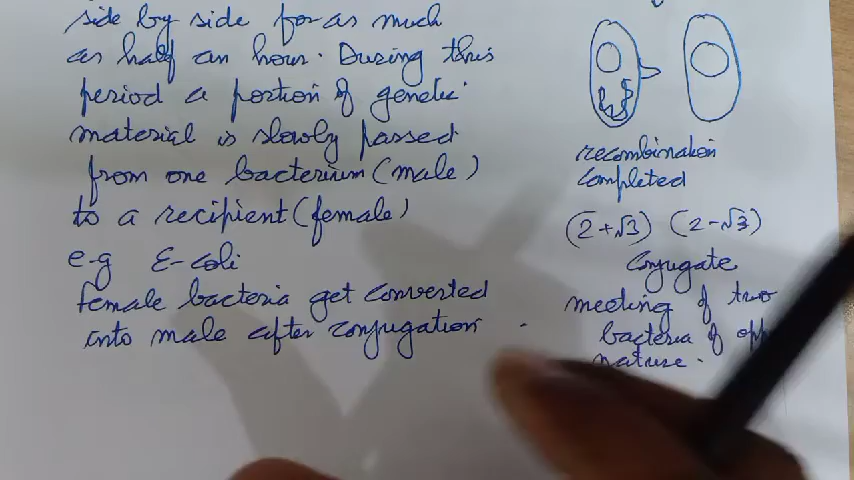 side by side for as much
as half an hour. During this
period a portion of genetic
material is slowly passed
from one bacterium (male)
to a recipient (female)
e-g E-coli
female bacteria get converted
into male after conjugation
recombination
completed
(2+√3) (2-√3)
Conjugate
meeting of two
bacteria of opp
nature.